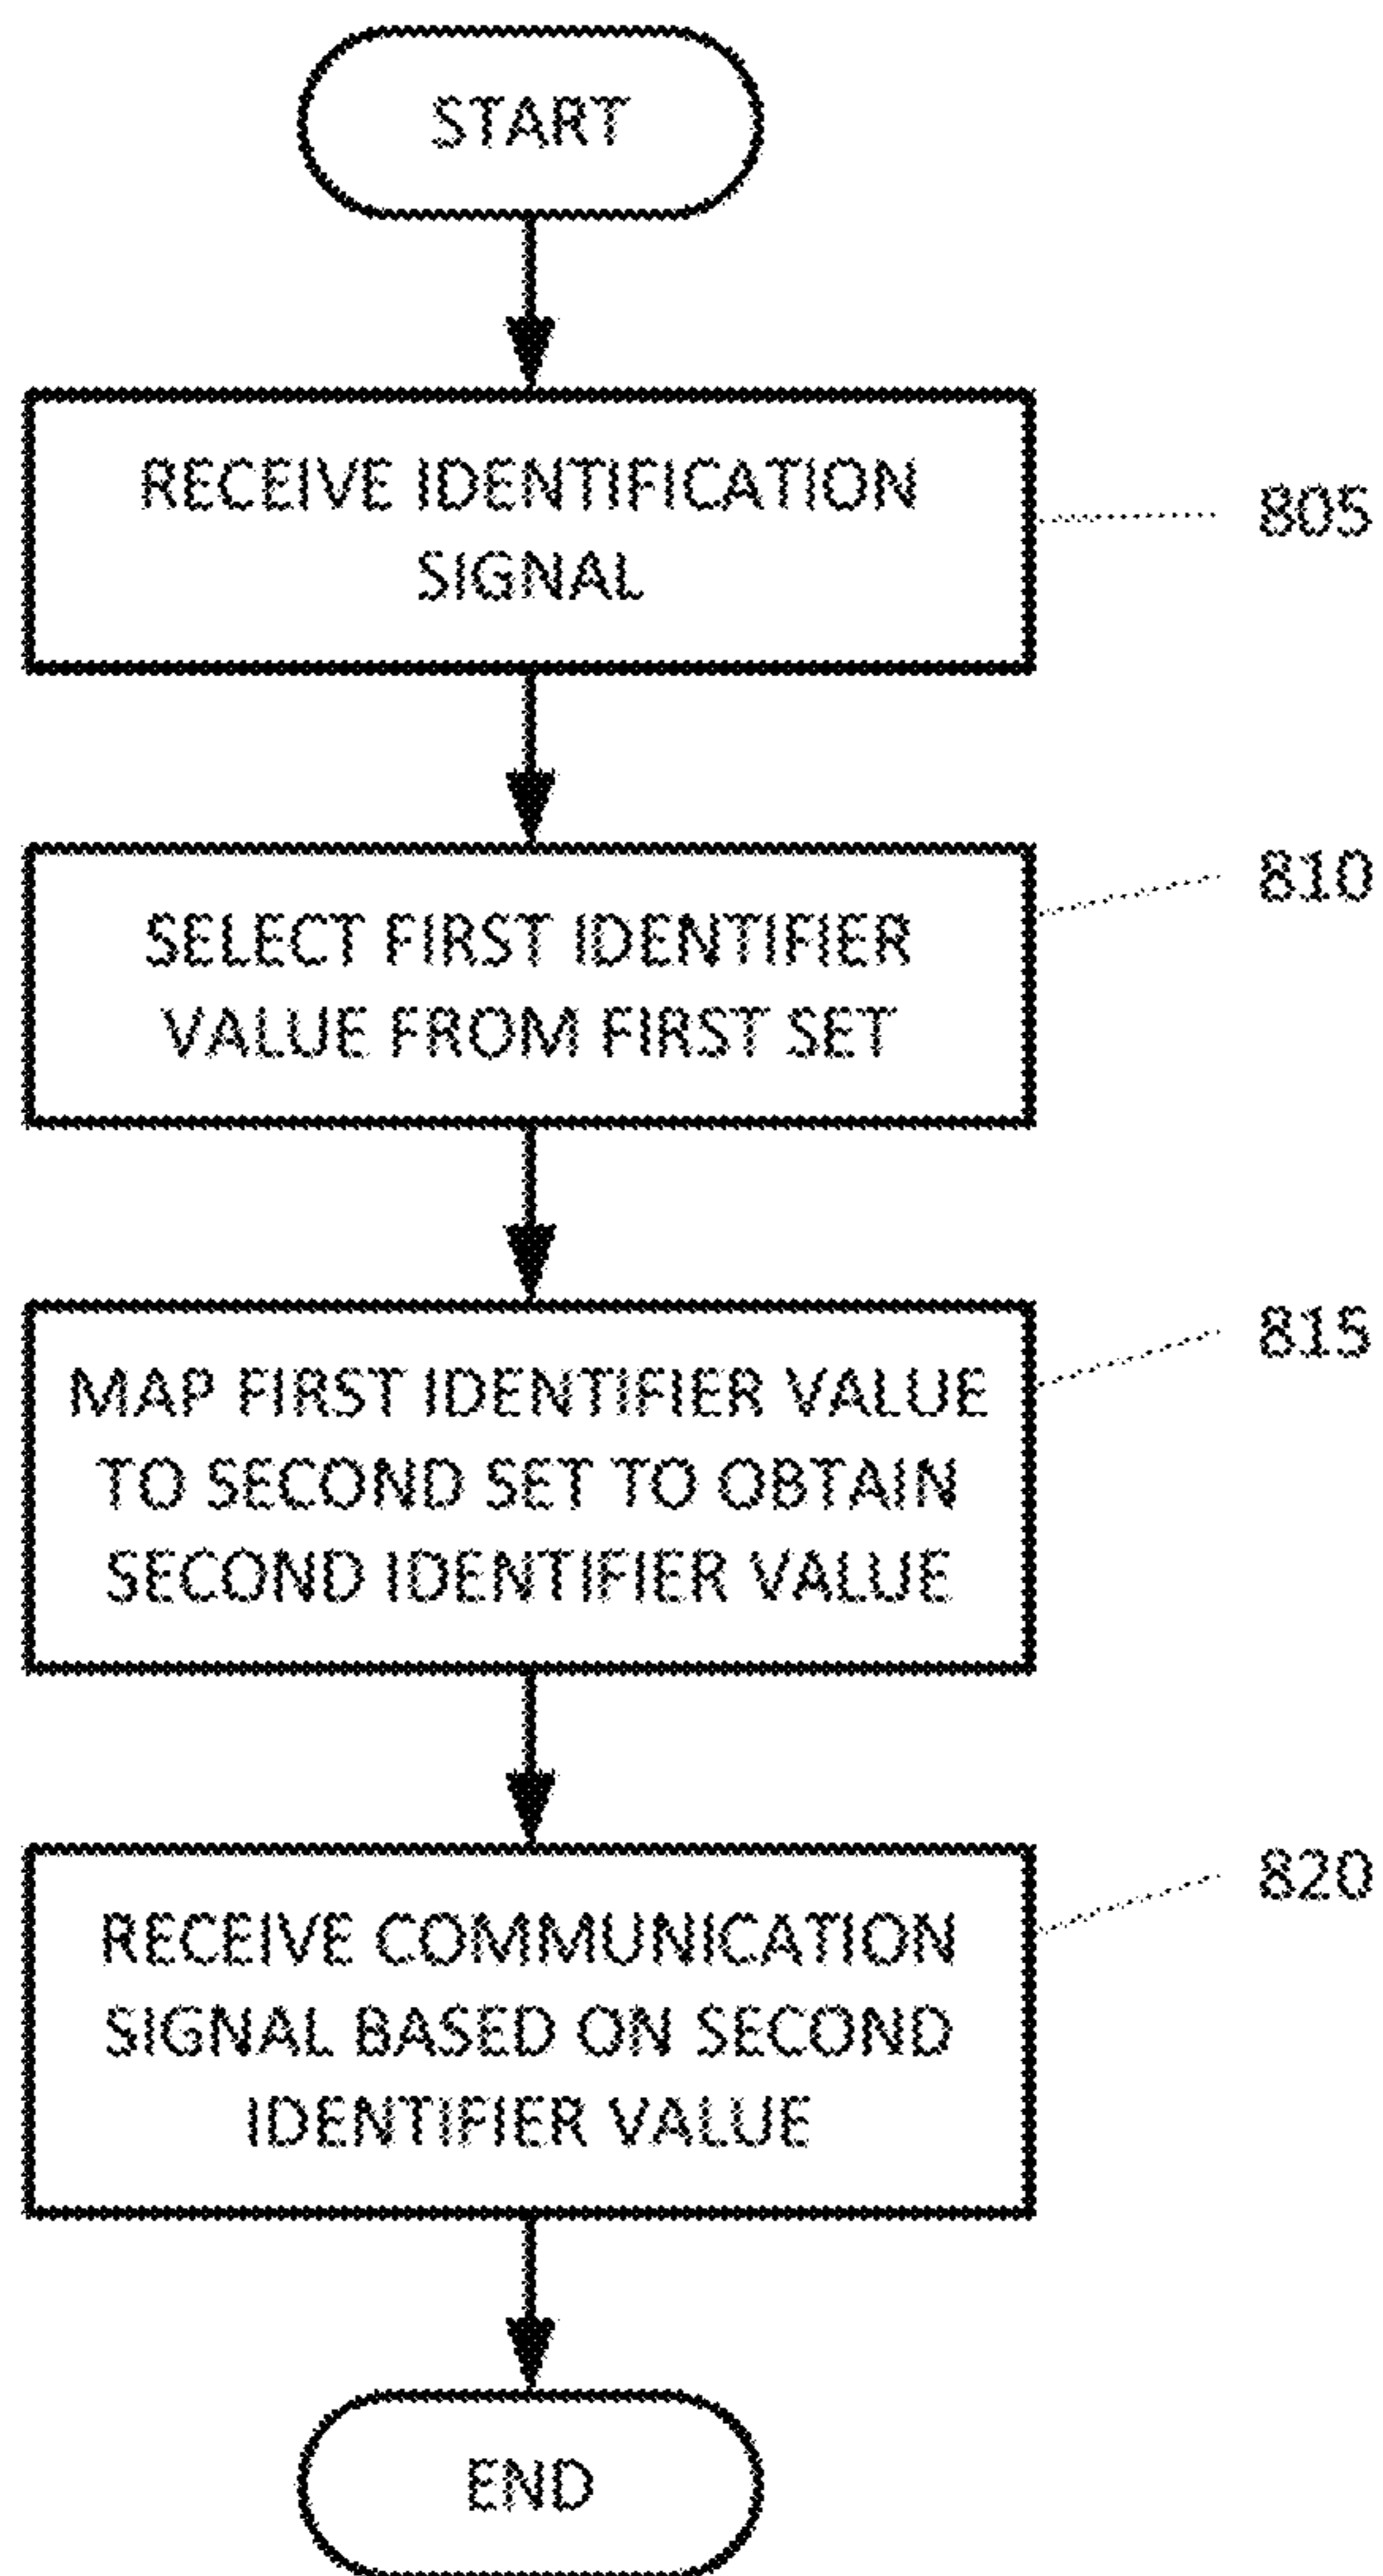 START
RECEIVE IDENTIFICATION
SIGNAL
805
SELECT FIRST IDENTIFIER
VALUE FROM FIRST SET
810
MAP FIRST IDENTIFIER VALUE
TO SECOND SET TO OBTAIN
SECOND IDENTIFIER VALUE
815
RECEIVE COMMUNICATION
SIGNAL BASED ON SECOND
IDENTIFIER VALUE
820
END